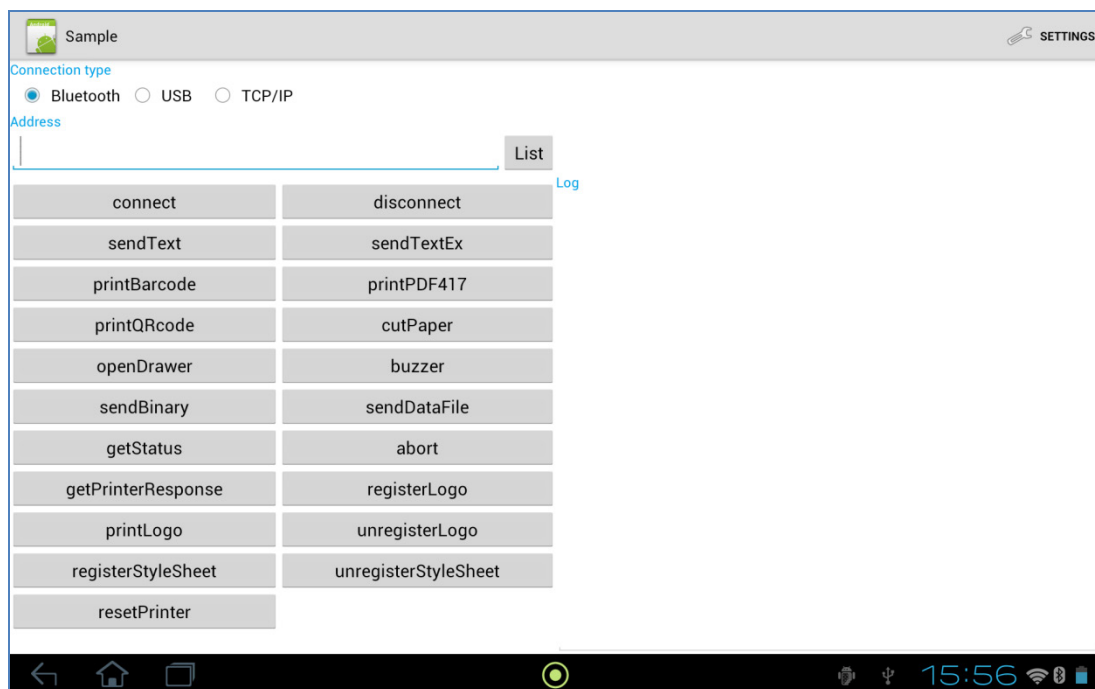 Sample SETTINGS
Connection type
Bluetooth USB TCP/IP
Address
List
Log
connect disconnect
sendText sendTextEx
printBarcode printPDF417
printQRcode cutPaper
openDrawer buzzer
sendBinary sendDataFile
getStatus abort
getPrinterResponse registerLogo
printLogo unregisterLogo
registerStyleSheet unregisterStyleSheet
resetPrinter
15:56